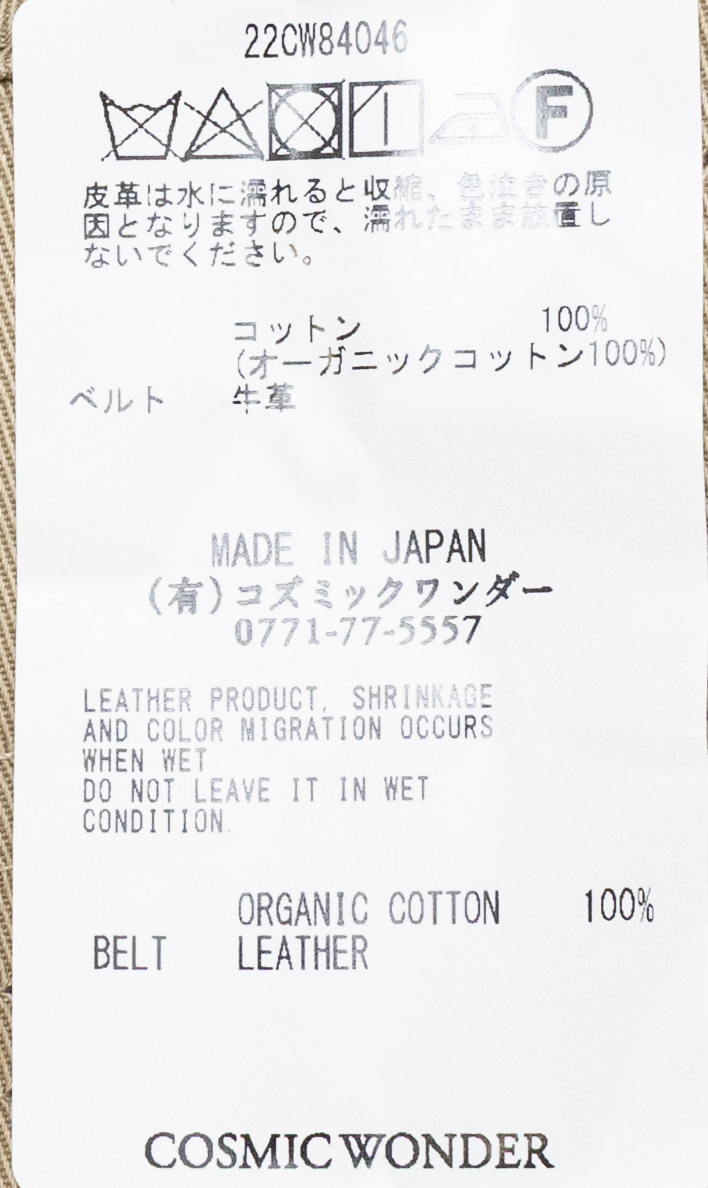 22CW84046
F
皮革は水に濡れると収縮、色泣きの原
因となりますので、濡れたまま放置し
ないでください。
コットン 100%
(オーガニックコットン100%)
ベルト 牛革
MADE IN JAPAN
(有)コズミックワンダー
0771-77-5557
LEATHER PRODUCT, SHRINKAGE
AND COLOR MIGRATION OCCURS
WHEN WET
DO NOT LEAVE IT IN WET
CONDITION.
ORGANIC COTTON 100%
BELT LEATHER
COSMIC WONDER